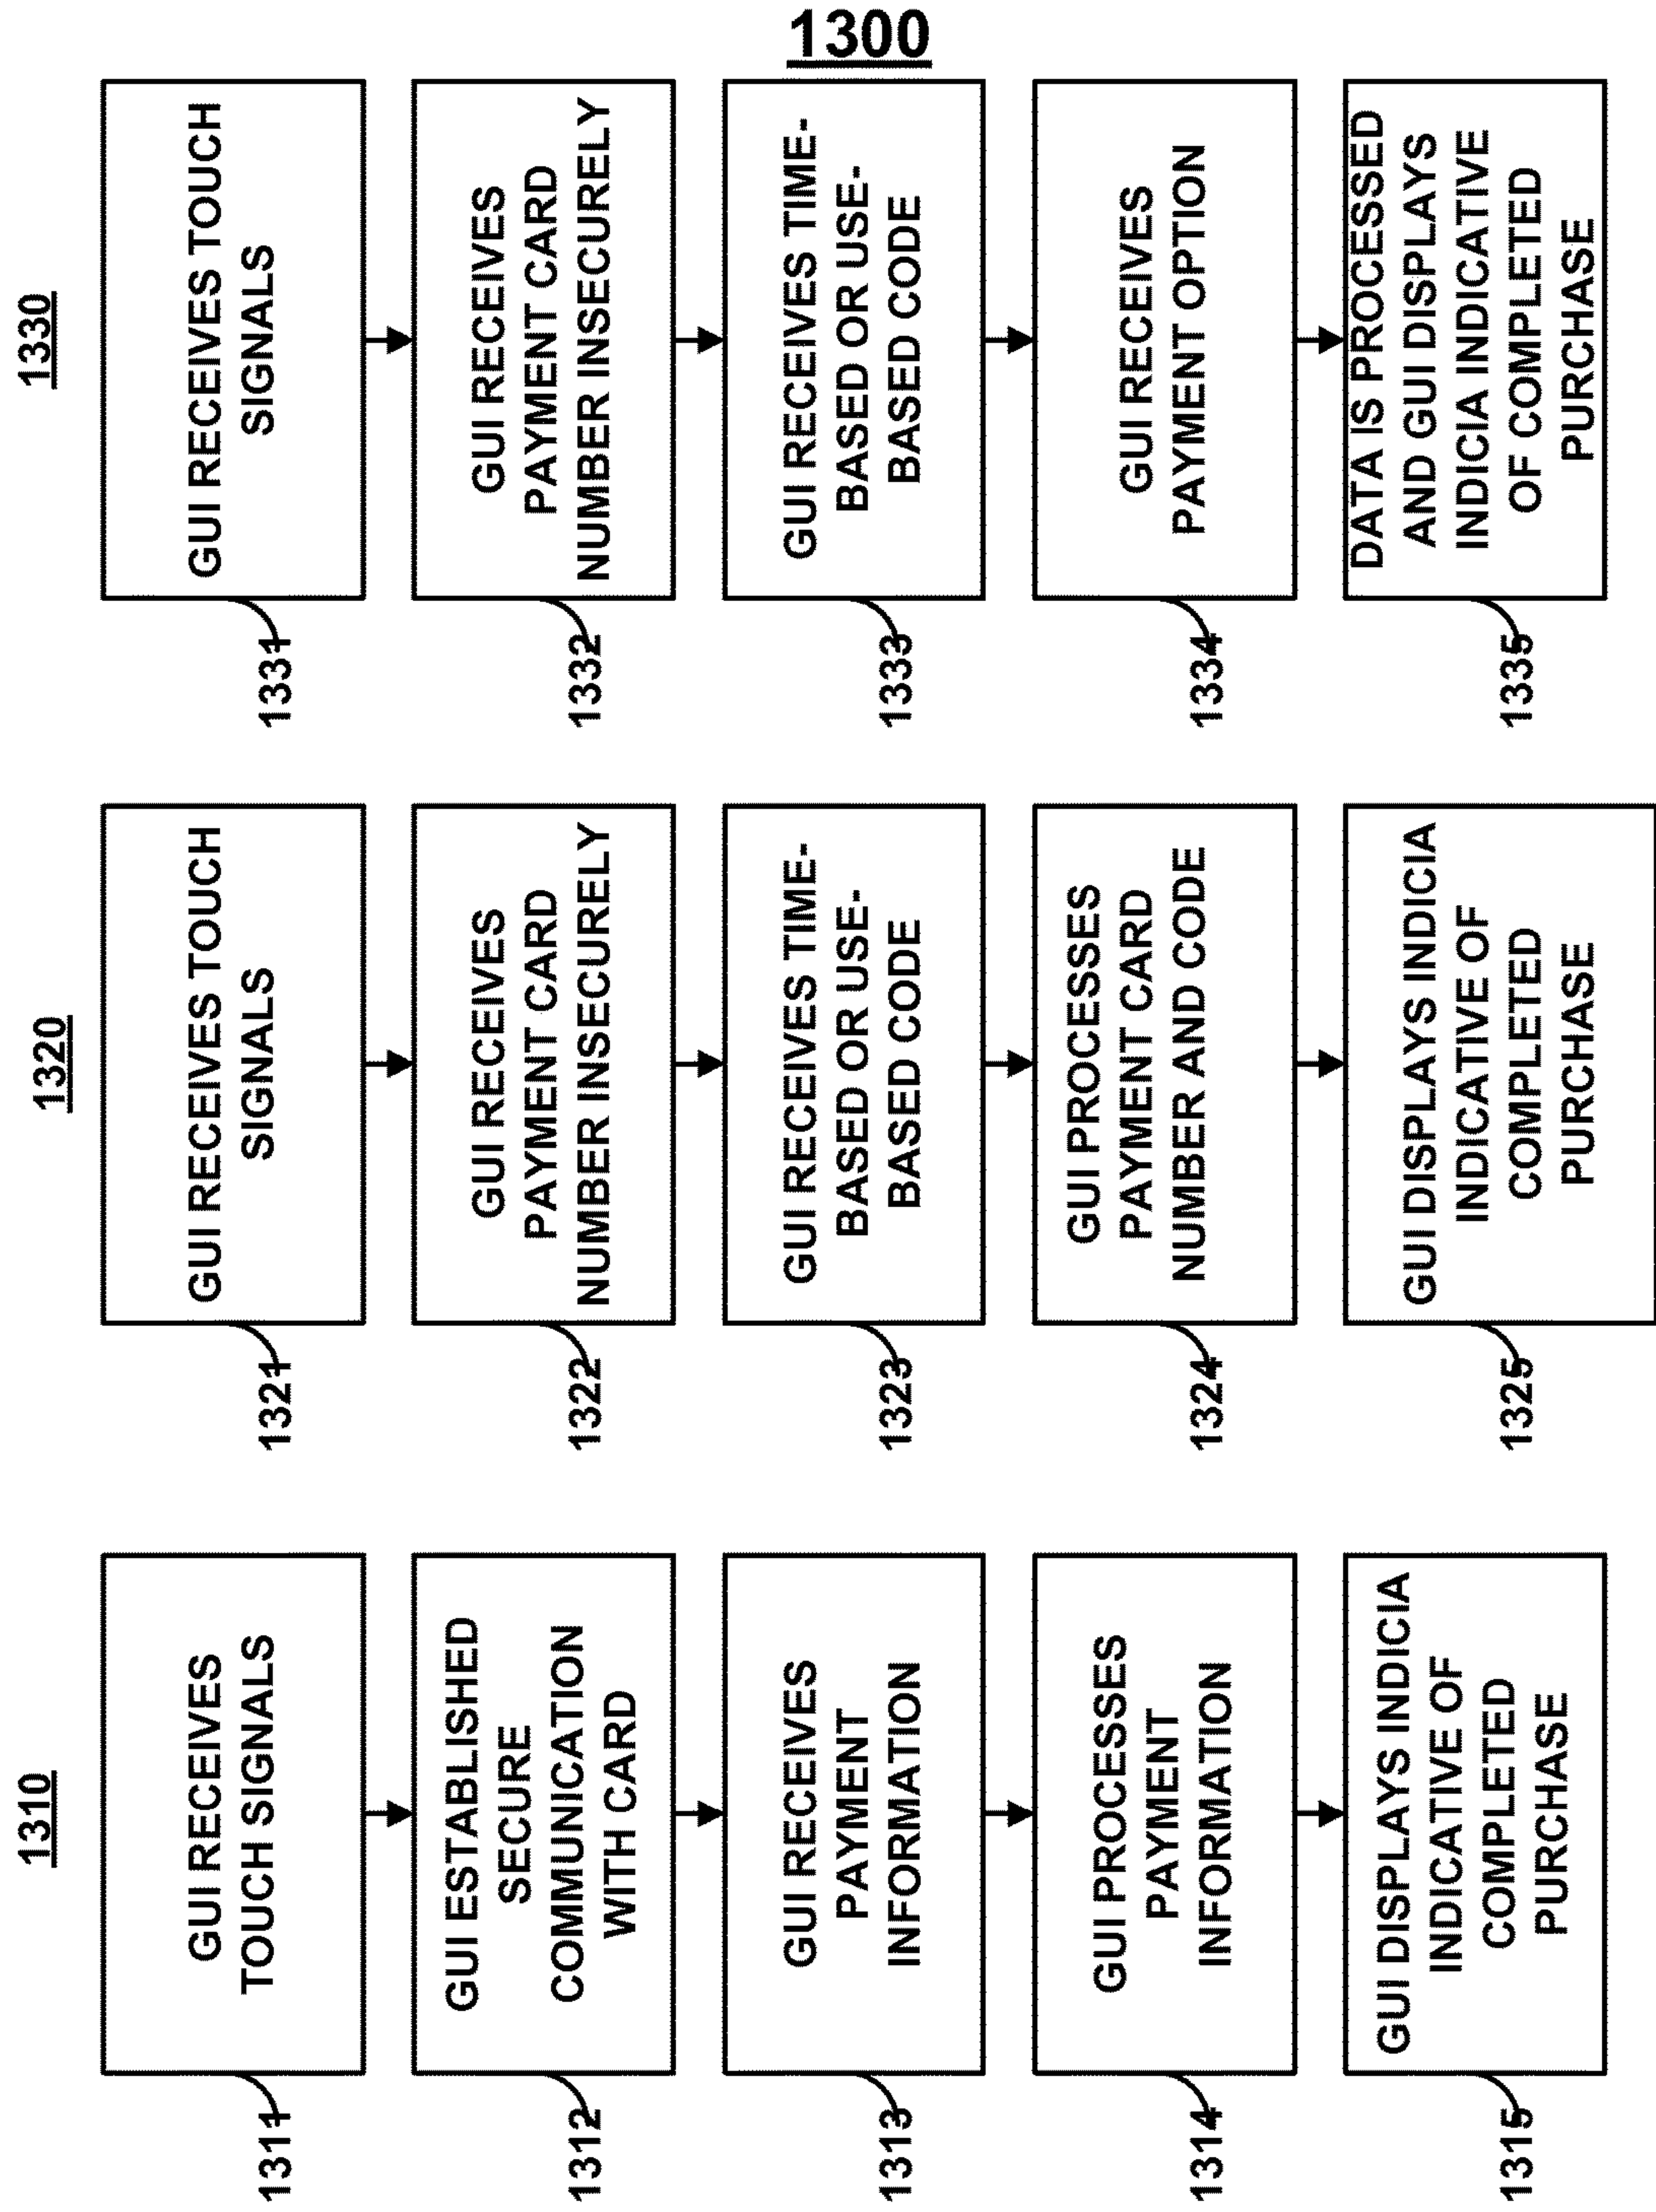 1300
1310
1311
GUI RECEIVES
TOUCH SIGNALS
1312
GUI ESTABLISHED
SECURE
COMMUNICATION
WITH CARD
1313
GUI RECEIVES
PAYMENT
INFORMATION
1314
GUI PROCESSES
PAYMENT
INFORMATION
1315
GUI DISPLAYS INDICIA
INDICATIVE OF
COMPLETED
PURCHASE
1320
1321
GUI RECEIVES TOUCH
SIGNALS
1322
GUI RECEIVES
PAYMENT CARD
NUMBER INSECURELY
1323
GUI RECEIVES TIME-
BASED OR USE-
BASED CODE
1324
GUI PROCESSES
PAYMENT CARD
NUMBER AND CODE
1325
GUI DISPLAYS INDICIA
INDICATIVE OF
COMPLETED
PURCHASE
1330
1331
GUI RECEIVES TOUCH
SIGNALS
1332
GUI RECEIVES
PAYMENT CARD
NUMBER INSECURELY
1333
GUI RECEIVES TIME-
BASED OR USE-
BASED CODE
1334
GUI RECEIVES
PAYMENT OPTION
1335
DATA IS PROCESSED
AND GUI DISPLAYS
INDICIA INDICATIVE
OF COMPLETED
PURCHASE